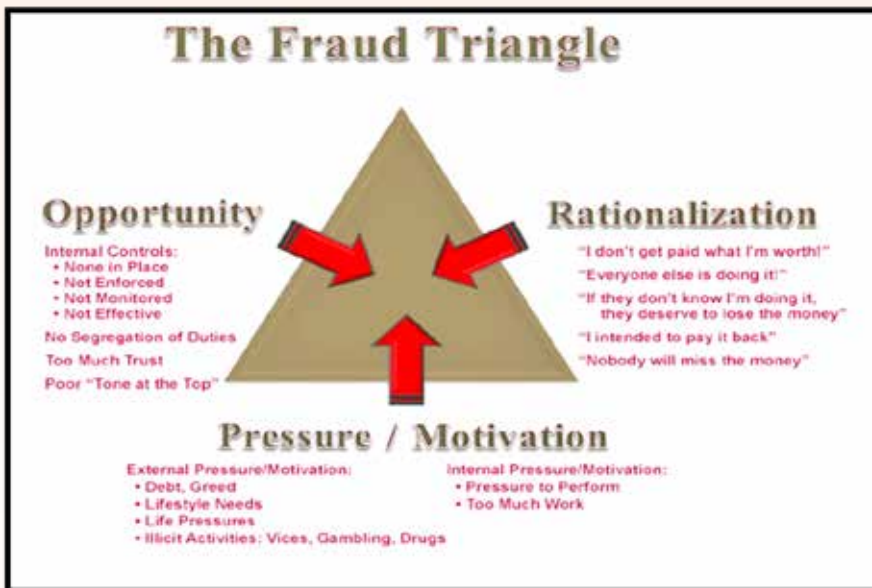 The Fraud Triangle
Opportunity
Internal Controls:
• None in Place
• Not Enforced
• Not Monitored
• Not Effective
No Segregation of Duties
Too Much Trust
Poor "Tone at the Top"
Rationalization
"I don't get paid what I'm worth!"
"Everyone else is doing it!"
"If they don't know I'm doing it,
they deserve to lose the money"
"I intended to pay it back"
"Nobody will miss the money"
Pressure / Motivation
External Pressure/Motivation:
• Debt, Greed
• Lifestyle Needs
• Life Pressures
• Illicit Activities: Vices, Gambling, Drugs
Internal Pressure/Motivation:
• Pressure to Perform
• Too Much Work